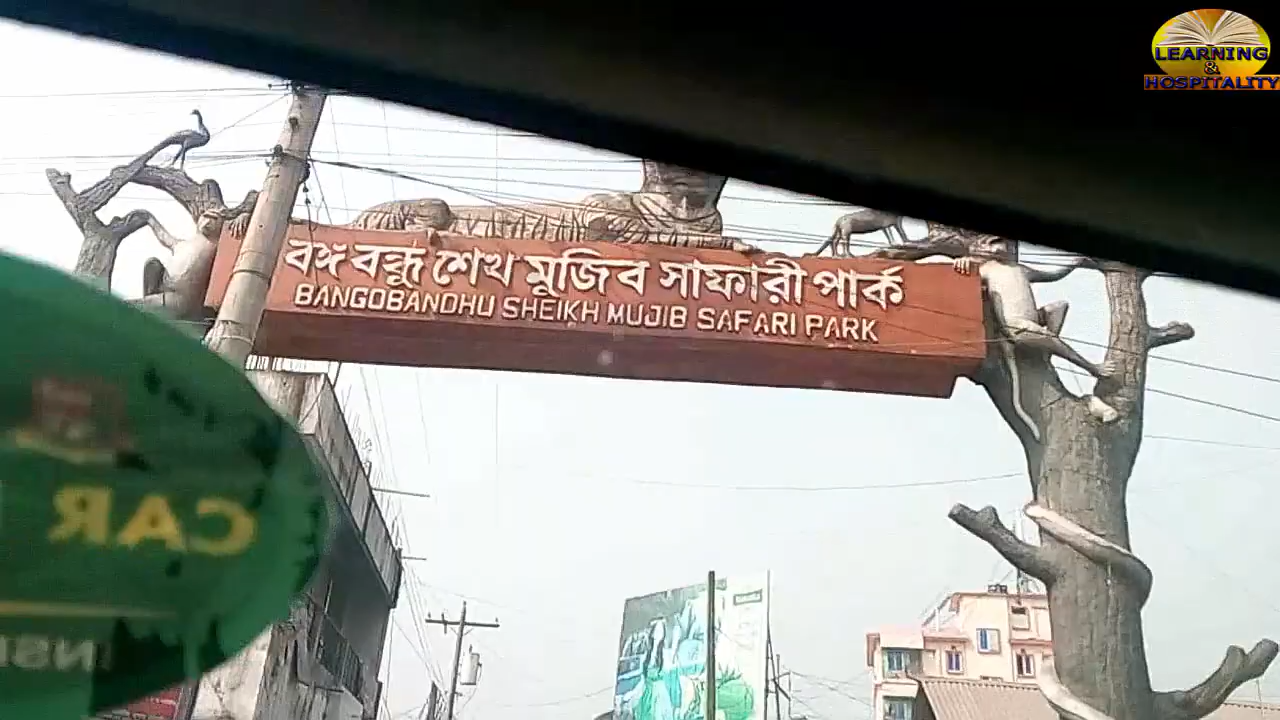 LEARNING
&
HOSPITALITY
বঙ্গবন্ধু শেখ মুজিব সাফারী পার্ক
BANGOBANDHU SHEIKH MUJIB SAFARI PARK
CAR